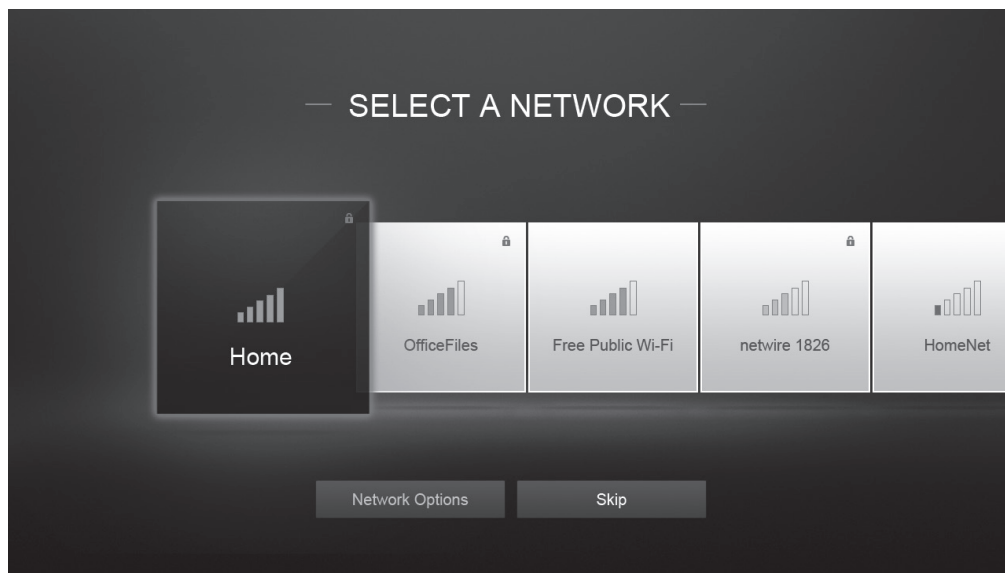 SELECT A NETWORK
Home
OfficeFiles
Free Public Wi-Fi
netwire 1826
HomeNet
Network Options
Skip